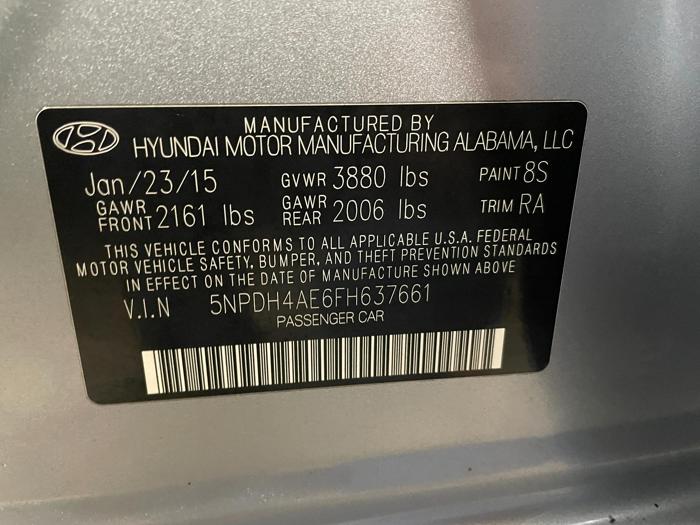 MANUFACTURED BY
HYUNDAI MOTOR MANUFACTURING ALABAMA, LLC
Jan/23/15 GVWR 3880 lbs PAINT 8S
GAWR FRONT 2161 lbs GAWR REAR 2006 lbs TRIM RA
THIS VEHICLE CONFORMS TO ALL APPLICABLE U.S.A. FEDERAL
MOTOR VEHICLE SAFETY, BUMPER, AND THEFT PREVENTION STANDARDS
IN EFFECT ON THE DATE OF MANUFACTURE SHOWN ABOVE
V.I.N 5NPDH4AE6FH637661
PASSENGER CAR